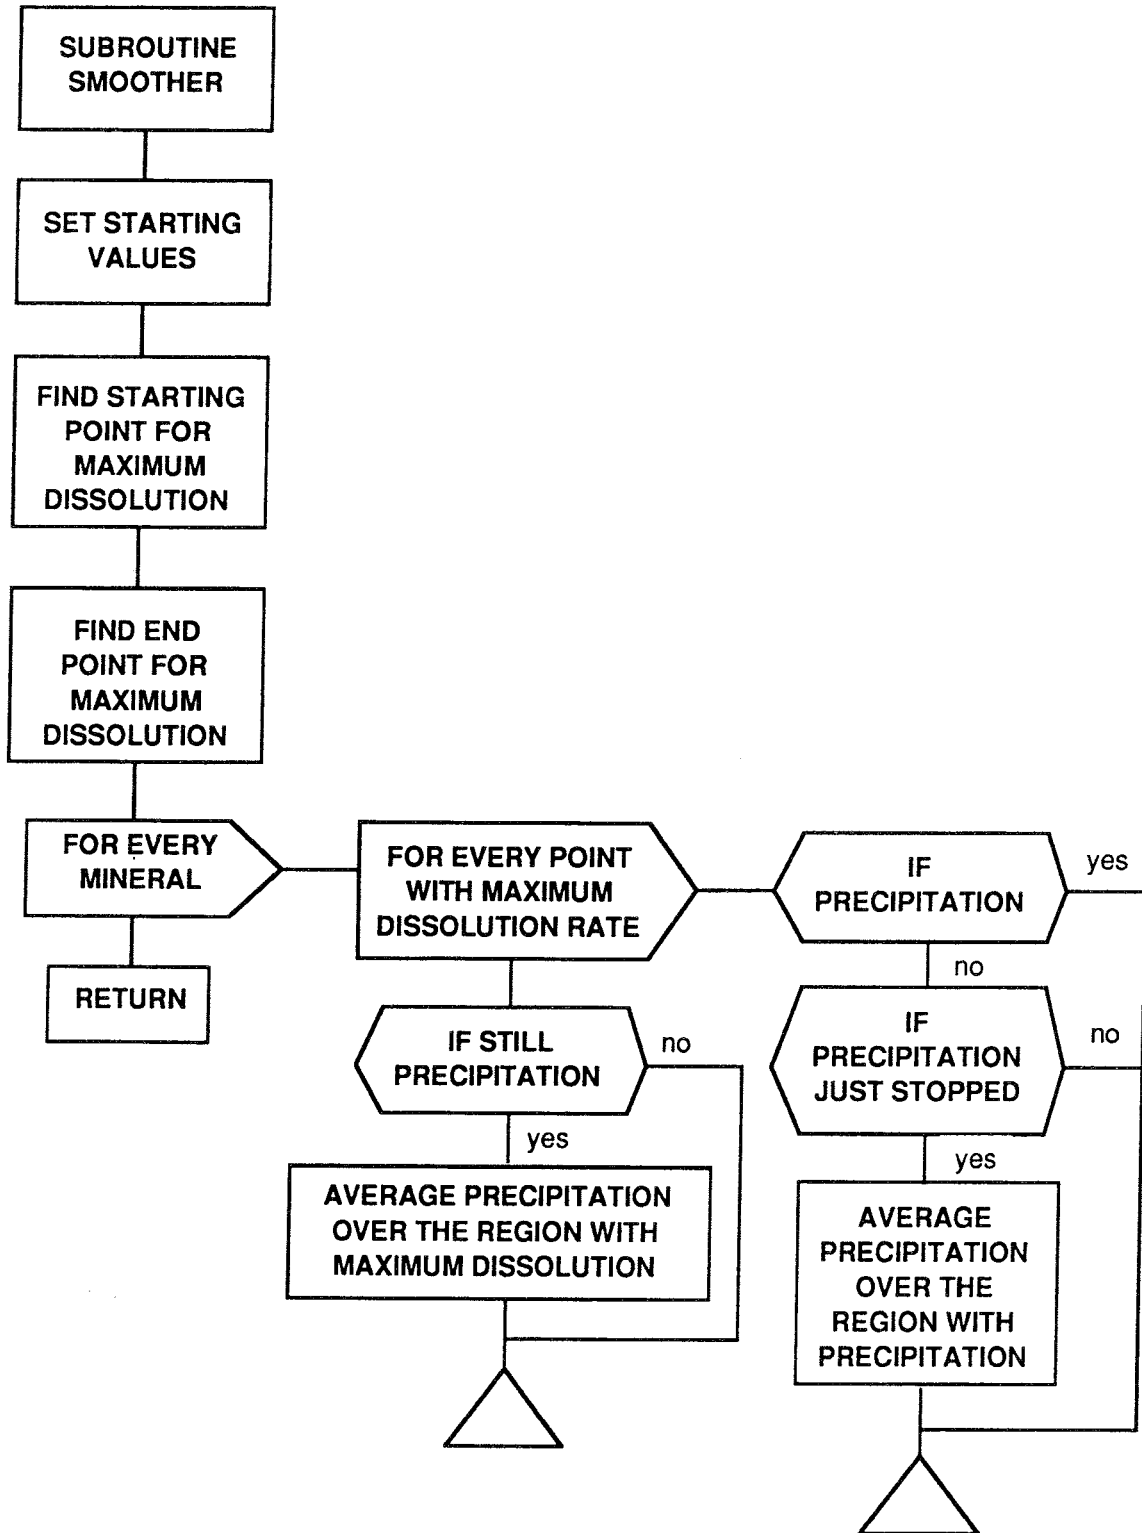 SUBROUTINE
SMOOTHER
SET STARTING
VALUES
FIND STARTING
POINT FOR
MAXIMUM
DISSOLUTION
FIND END
POINT FOR
MAXIMUM
DISSOLUTION
FOR EVERY
MINERAL
RETURN
FOR EVERY POINT
WITH MAXIMUM
DISSOLUTION RATE
IF STILL
PRECIPITATION
no
yes
AVERAGE PRECIPITATION
OVER THE REGION WITH
MAXIMUM DISSOLUTION
IF
PRECIPITATION
yes
no
IF
PRECIPITATION
JUST STOPPED
no
yes
AVERAGE
PRECIPITATION
OVER THE
REGION WITH
PRECIPITATION